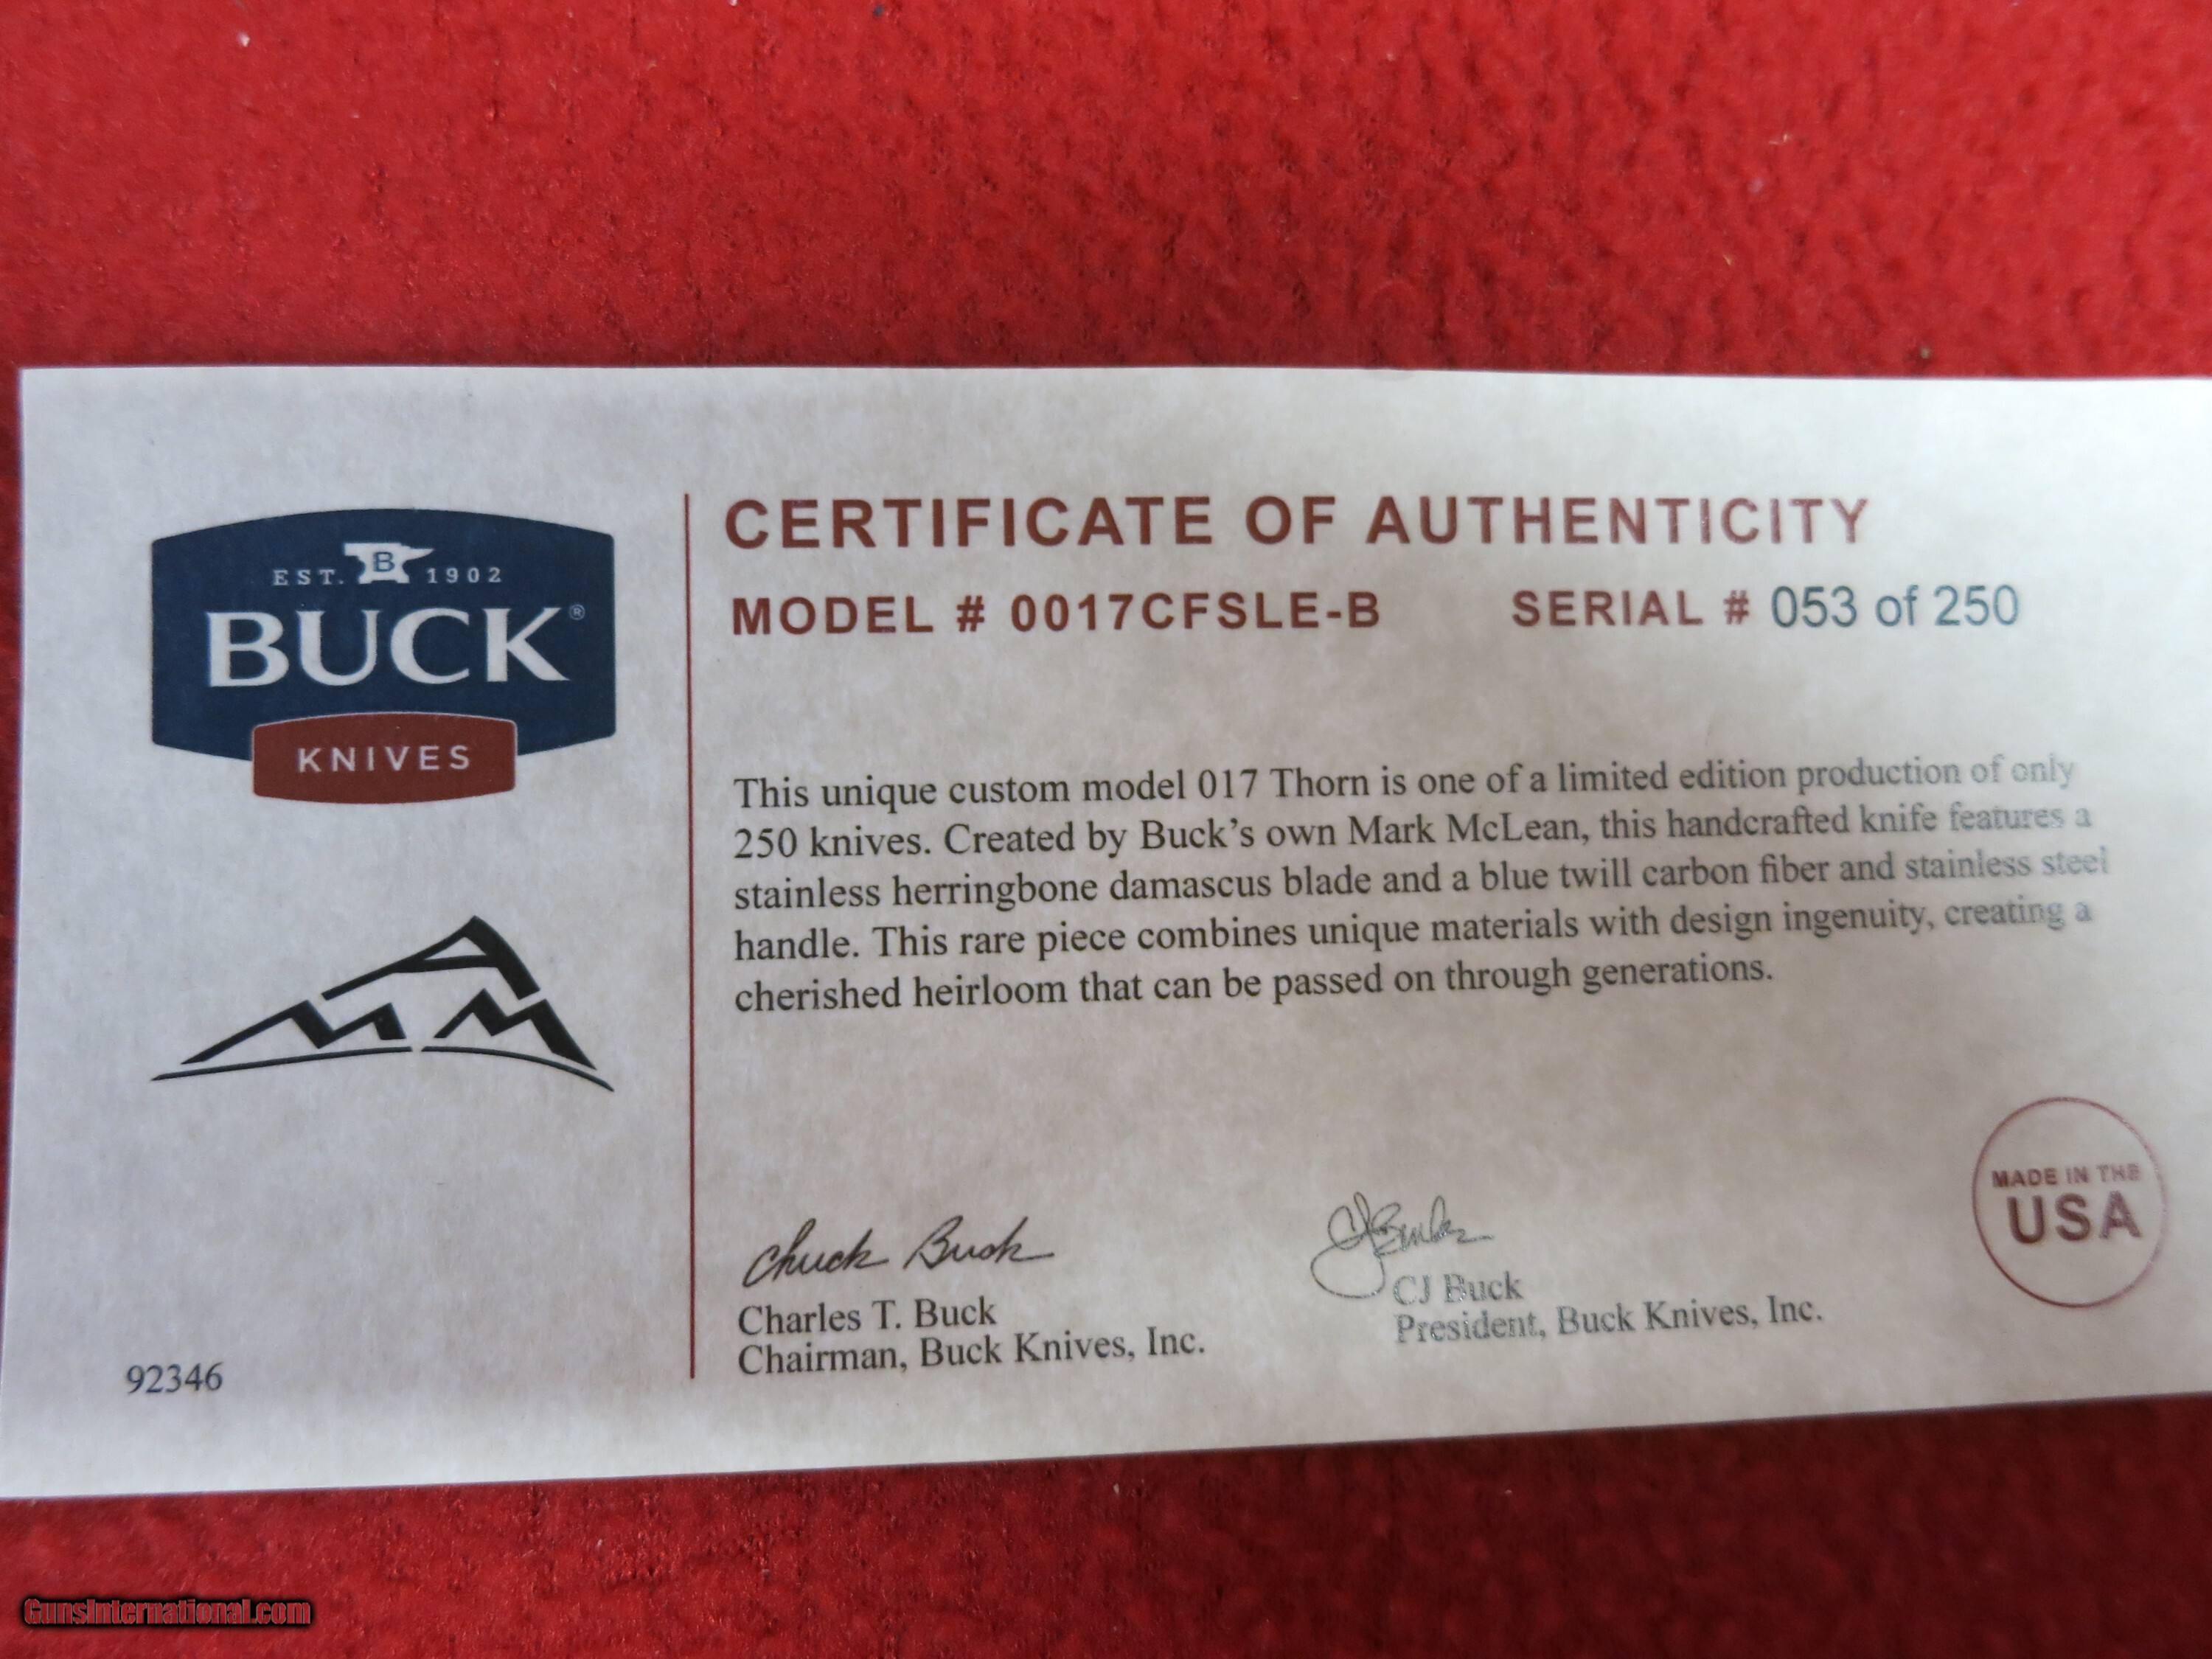 EST. B 1902
BUCK®
KNIVES
CERTIFICATE OF AUTHENTICITY
MODEL # 0017CFSLE-B SERIAL # 053 of 250
This unique custom model 017 Thorn is one of a limited edition production of only
250 knives. Created by Buck's own Mark McLean, this handcrafted knife features a
stainless herringbone damascus blade and a blue twill carbon fiber and stainless steel
handle. This rare piece combines unique materials with design ingenuity, creating a
cherished heirloom that can be passed on through generations.
Chuck Buck
Charles T. Buck
Chairman, Buck Knives, Inc.
CJ Buck
CJ Buck
President, Buck Knives, Inc.
MADE IN THE
USA
92346
GunsInternational.com